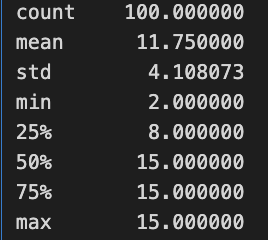 count 100.000000
mean 11.750000
std 4.108073
min 2.000000
25% 8.000000
50% 15.000000
75% 15.000000
max 15.000000